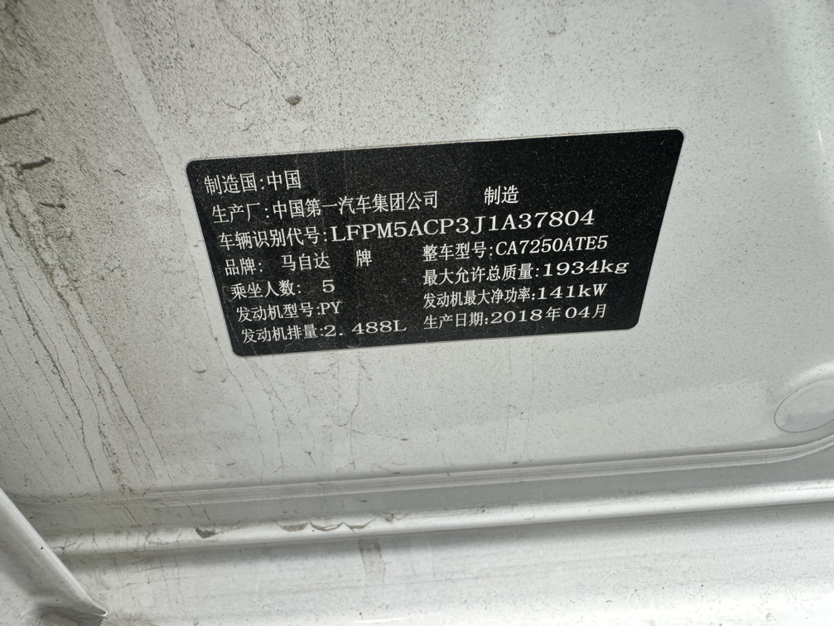 制造国:中国
生产厂:中国第一汽车集团公司 制造
车辆识别代号:LFPM5ACP3J1A37804
品牌: 马自达 牌 整车型号:CA7250ATE5
乘坐人数: 5 最大允许总质量:1934kg
发动机型号:PY 发动机最大净功率:141kW
发动机排量:2.488L 生产日期:2018年04月